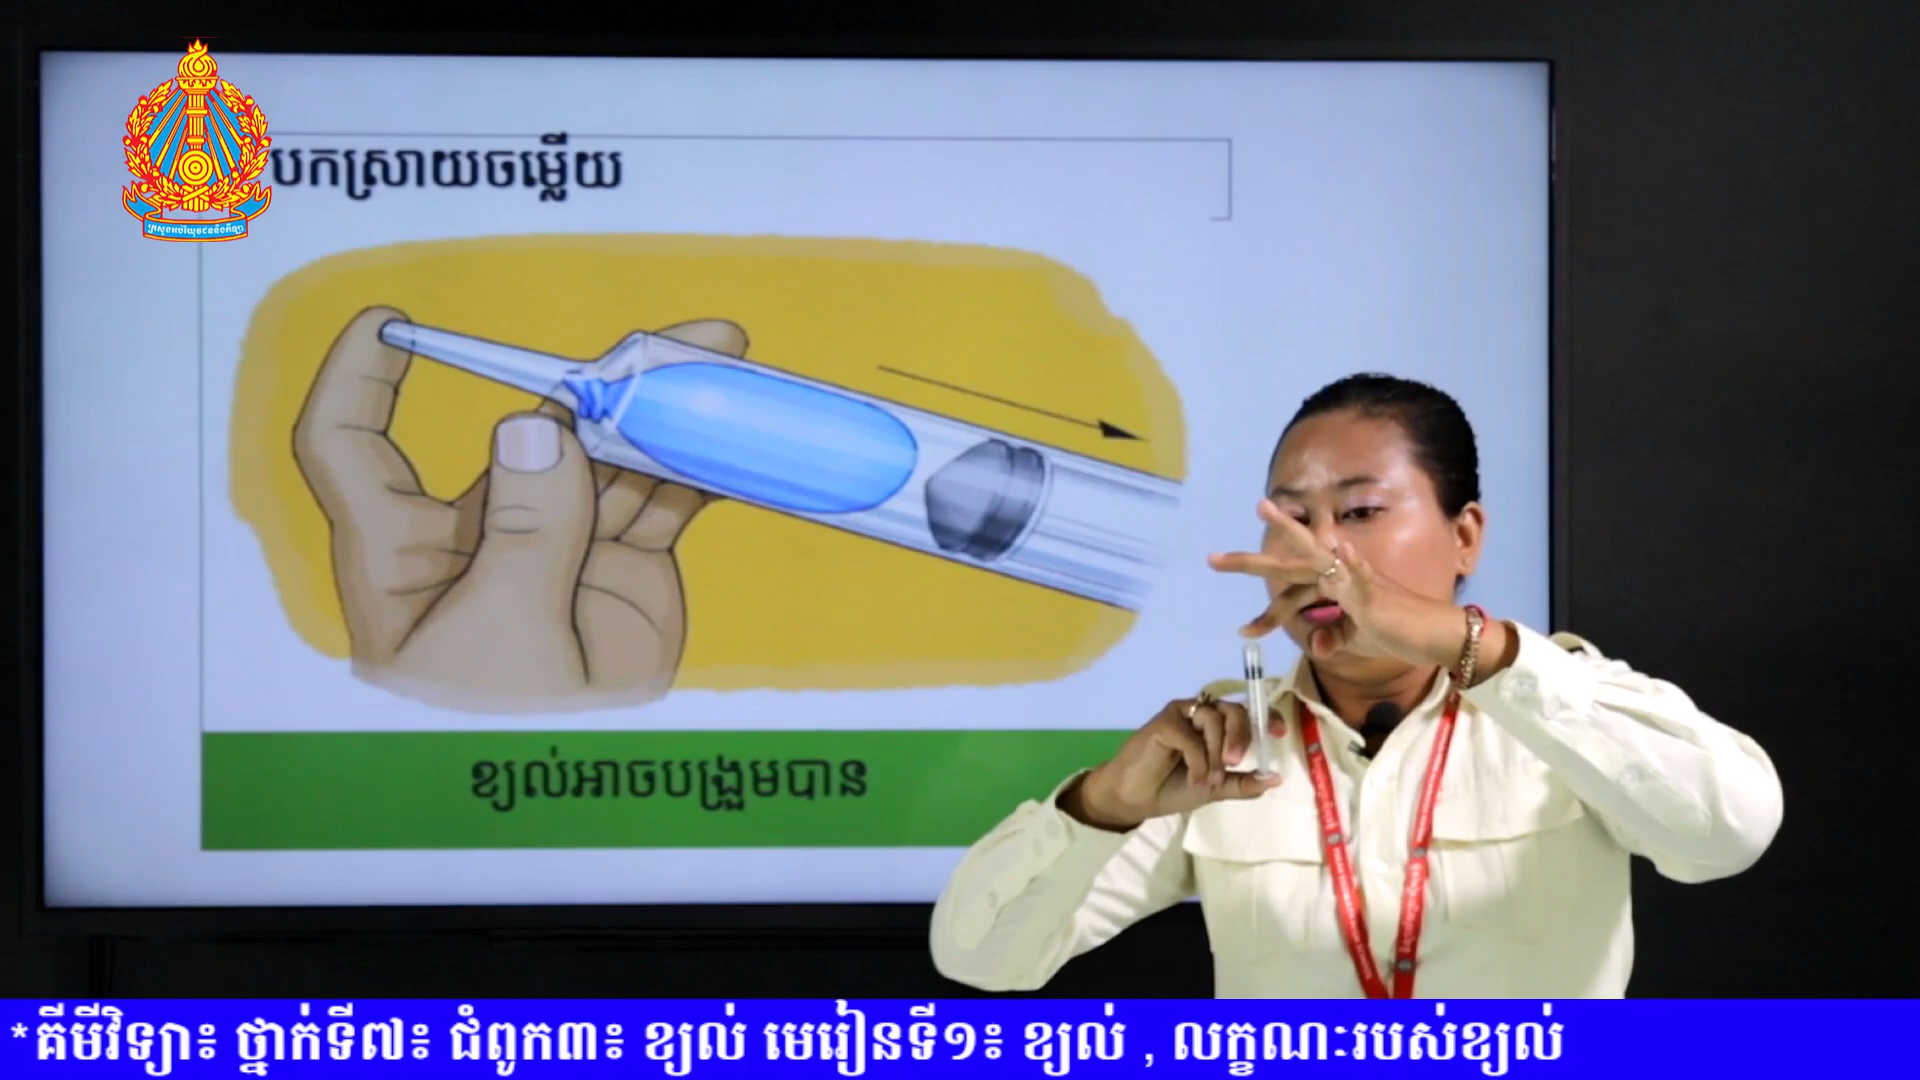 បកស្រាយចម្លើយ
ខ្យល់អាចបង្រួមបាន
*គីមីវិទ្យា៖ ថ្នាក់ទី៧៖ ជំពូក៣៖ ខ្យល់ មេរៀនទី១៖ ខ្យល់ , លក្ខណៈរបស់ខ្យល់